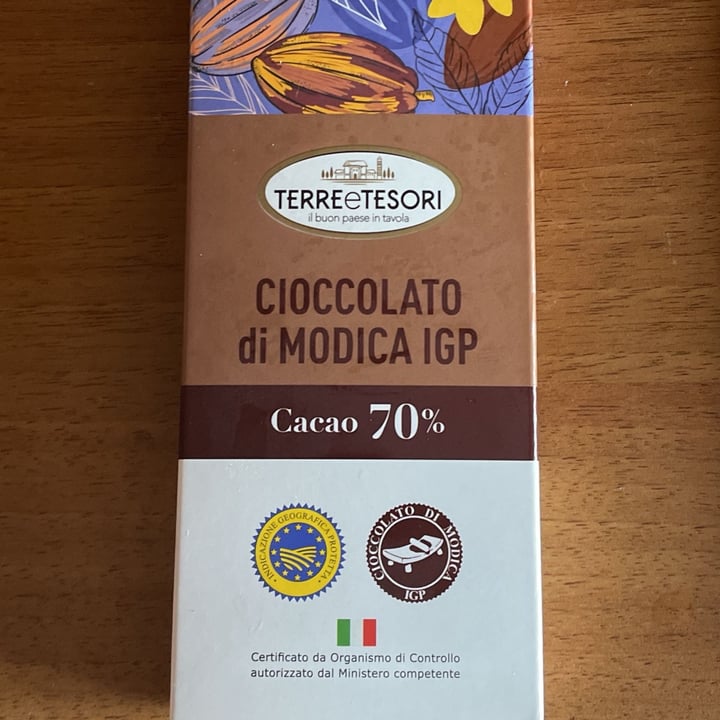 TERREeTESORI
il buon paese in tavola
CIOCCOLATO
di MODICA IGP
Cacao 70%
INDICAZIONE GEOGRAFICA PROTETTA
CIOCCOLATO DI MODICA
IGP
Certificato da Organismo di Controllo
autorizzato dal Ministero competente